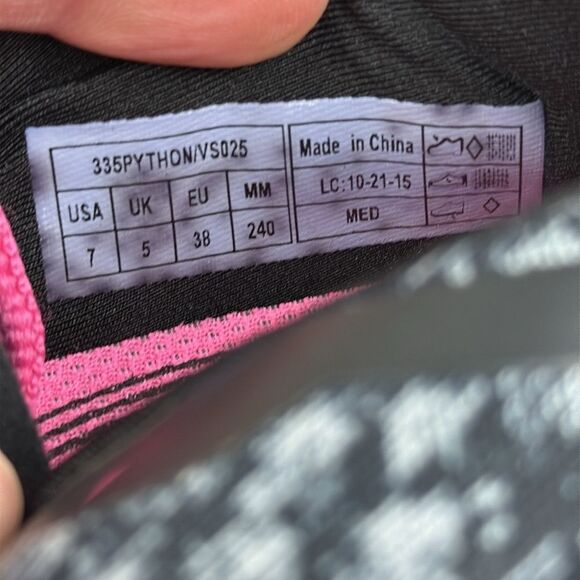 335PYTHON/VS025
USA UK EU MM
7 5 38 240
Made in China
LC:10-21-15
MED